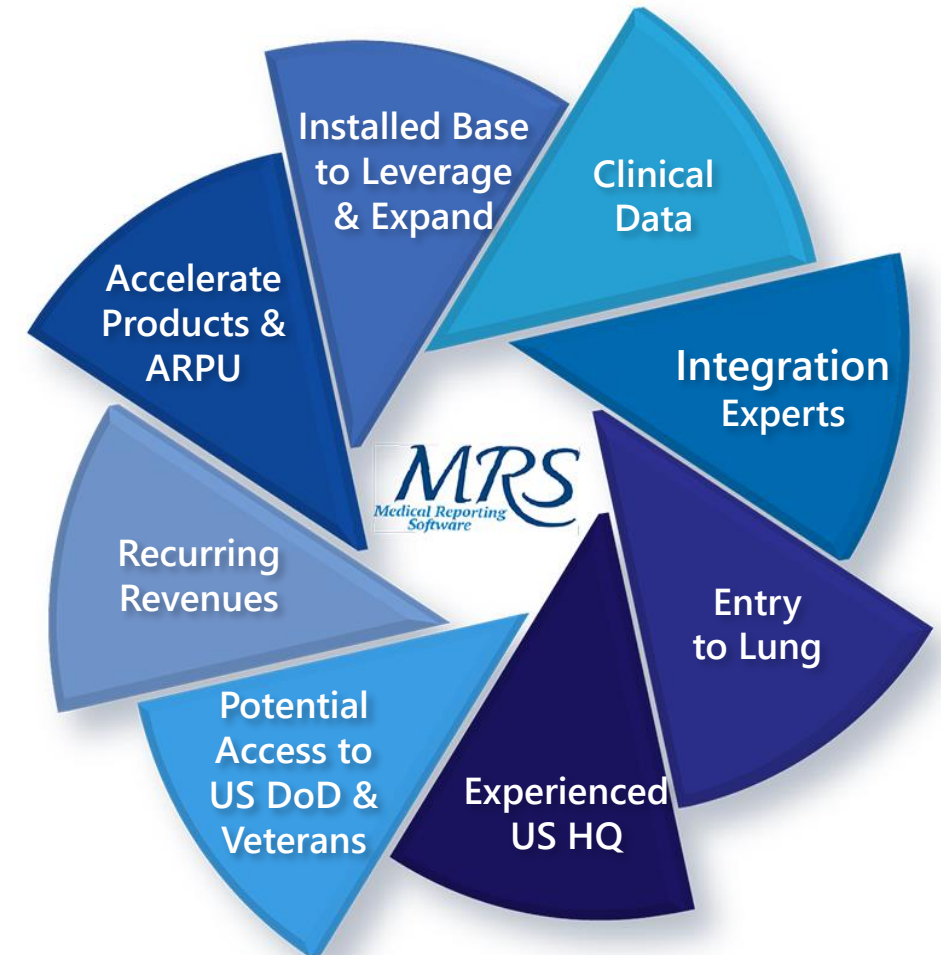 Installed Base
to Leverage
& Expand
Clinical
Data
Integration
Experts
Entry
to Lung
Experienced
US HQ
Potential
Access to
US DoD &
Veterans
Recurring
Revenues
Accelerate
Products &
ARPU
MRS
Medical Reporting
Software